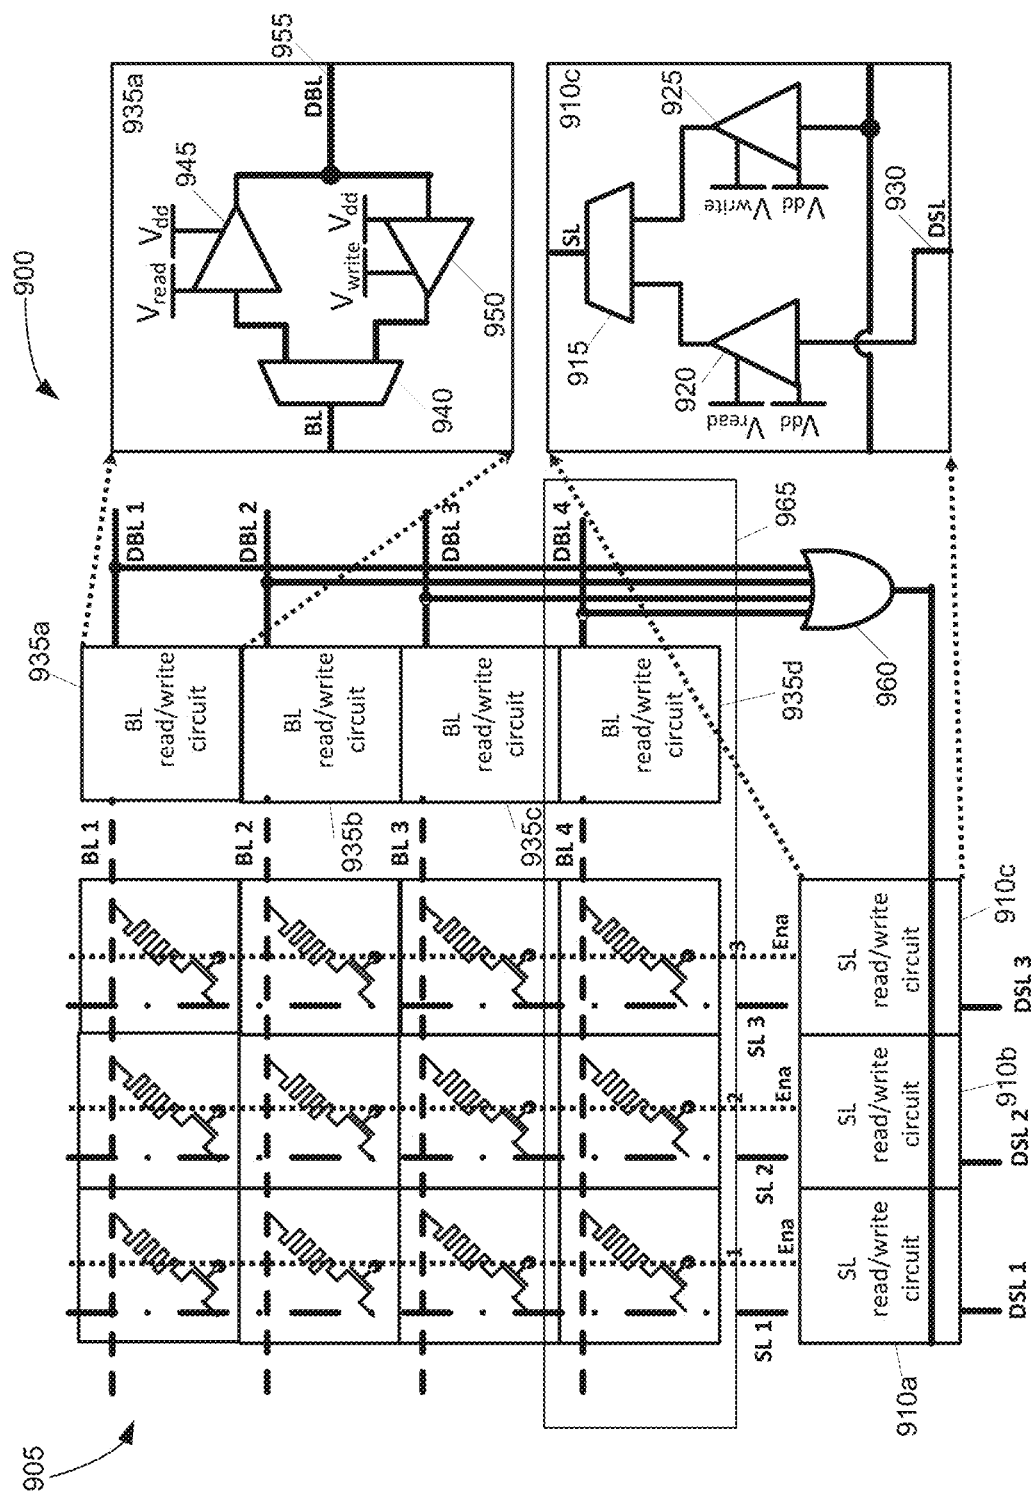 900
935a
955
DBL
945
V_dd
V_read
V_dd
V_write
950
940
BL
910c
925
V_write
V_dd
930
DSL
SL
915
920
V_read
V_dd
DBL 1
DBL 2
DBL 3
DBL 4
965
960
935a
BL
read/write
circuit
BL
read/write
circuit
BL
read/write
circuit
BL
read/write
circuit
935b
935c
935d
BL 1
BL 2
BL 3
BL 4
905
SL 1
1
Ena
SL 2
2
Ena
SL 3
3
Ena
SL
read/write
circuit
SL
read/write
circuit
SL
read/write
circuit
910a
910b
910c
DSL 1
DSL 2
DSL 3